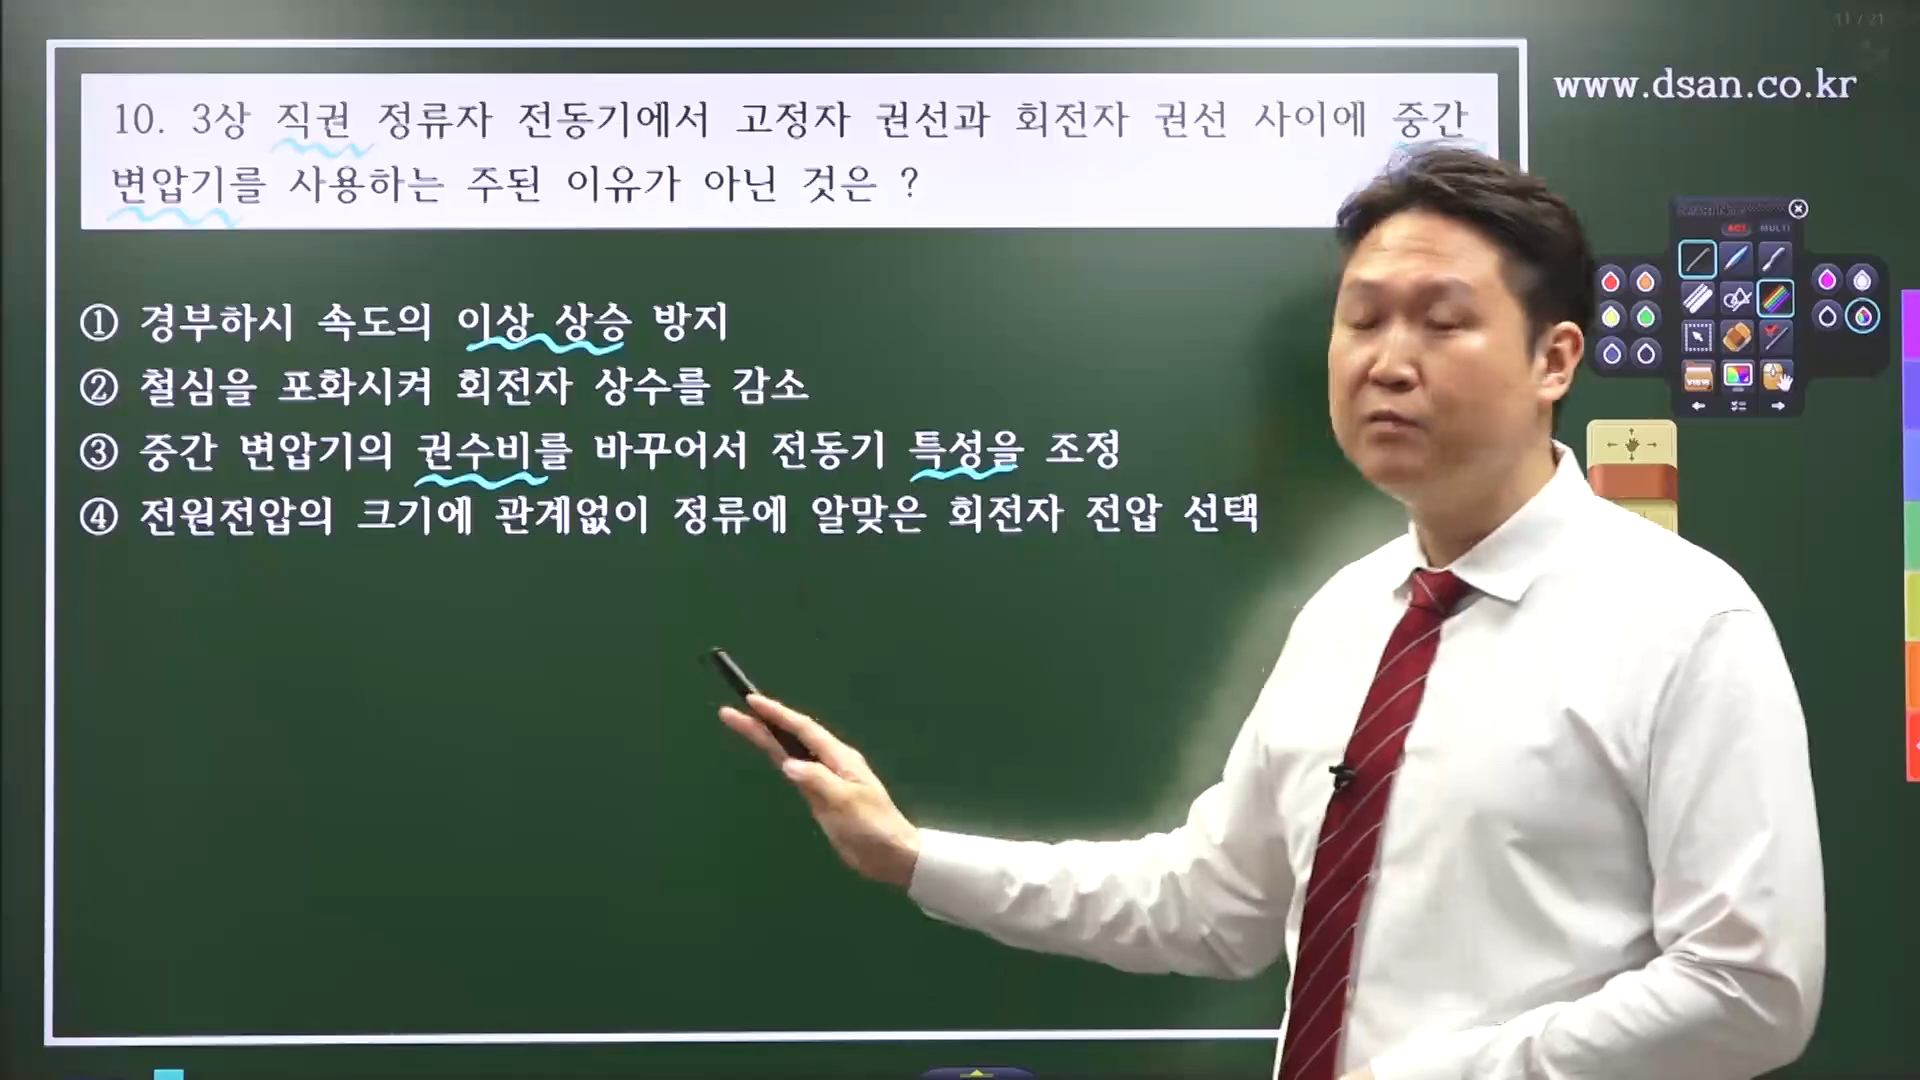 11 / 21
www.dsan.co.kr
10. 3상 직권 정류자 전동기에서 고정자 권선과 회전자 권선 사이에 중간
변압기를 사용하는 주된 이유가 아닌 것은 ?
① 경부하시 속도의 이상 상승 방지
② 철심을 포화시켜 회전자 상수를 감소
③ 중간 변압기의 권수비를 바꾸어서 전동기 특성을 조정
④ 전원전압의 크기에 관계없이 정류에 알맞은 회전자 전압 선택
MULTI
VIEW